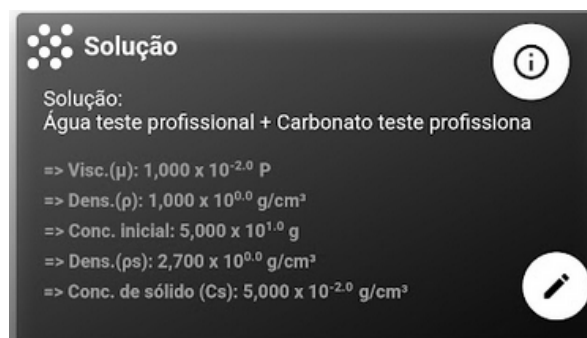 Solução
Solução:
Água teste profissional + Carbonato teste profissiona
=> Visc.(μ): 1,000 x 10⁻²·⁰ P
=> Dens.(ρ): 1,000 x 10⁰·⁰ g/cm³
=> Conc. inicial: 5,000 x 10¹·⁰ g
=> Dens.(ρs): 2,700 x 10⁰·⁰ g/cm³
=> Conc. de sólido (Cs): 5,000 x 10⁻²·⁰ g/cm³